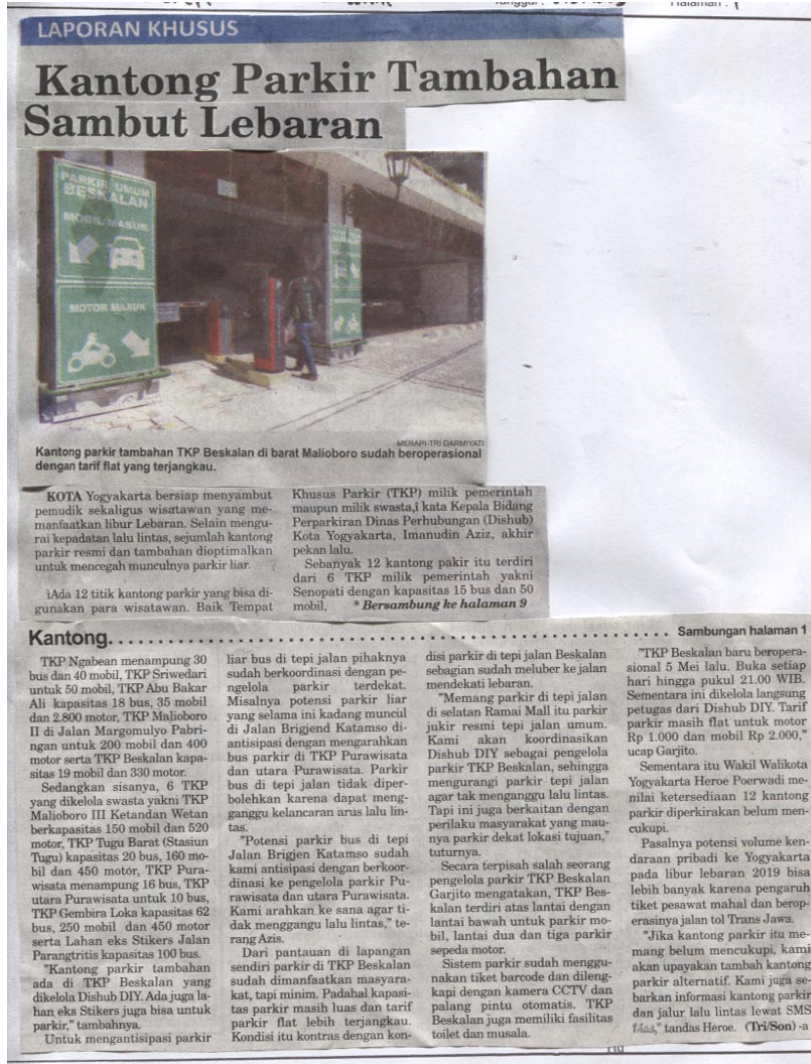 Halaman : 1
LAPORAN KHUSUS
Kantong Parkir Tambahan
Sambut Lebaran
PARKIR UMUM
BESKALAN
MOBIL MASUK
MOTOR MASUK
MERAPI-TRI DARMIYATI
Kantong parkir tambahan TKP Beskalan di barat Malioboro sudah beroperasional
dengan tarif flat yang terjangkau.
KOTA Yogyakarta bersiap menyambut
pemudik sekaligus wisatawan yang me-
manfaatkan libur Lebaran. Selain mengu-
rai kepadatan lalu lintas, sejumlah kantong
parkir resmi dan tambahan dioptimalkan
untuk mencegah munculnya parkir liar.
ìAda 12 titik kantong parkir yang bisa di-
gunakan para wisatawan. Baik Tempat
Khusus Parkir (TKP) milik pemerintah
maupun milik swasta,î kata Kepala Bidang
Perparkiran Dinas Perhubungan (Dishub)
Kota Yogyakarta, Imanudin Aziz, akhir
pekan lalu.
Sebanyak 12 kantong pakir itu terdiri
dari 6 TKP milik pemerintah yakni
Senopati dengan kapasitas 15 bus dan 50
mobil, * Bersambung ke halaman 9
Kantong. . . . . . . . . . . . . . . . . . . . . . . . . . . . . . . . . . . . . . . . Sambungan halaman 1
TKP Ngabean menampung 30
bus dan 40 mobil, TKP Sriwedari
untuk 50 mobil, TKP Abu Bakar
Ali kapasitas 18 bus, 35 mobil
dan 2.800 motor, TKP Malioboro
II di Jalan Margomulyo Pabri-
ngan untuk 200 mobil dan 400
motor serta TKP Beskalan kapa-
sitas 19 mobil dan 330 motor.
Sedangkan sisanya, 6 TKP
yang dikelola swasta yakni TKP
Malioboro III Ketandan Wetan
berkapasitas 150 mobil dan 520
motor, TKP Tugu Barat (Stasiun
Tugu) kapasitas 20 bus, 160 mo-
bil dan 450 motor, TKP Pura-
wisata menampung 16 bus, TKP
utara Purawisata untuk 10 bus,
TKP Gembira Loka kapasitas 62
bus, 250 mobil dan 450 motor
serta Lahan eks Stikers Jalan
Parangtritis kapasitas 100 bus.
"Kantong parkir tambahan
ada di TKP Beskalan yang
dikelola Dishub DIY. Ada juga la-
han eks Stikers juga bisa untuk
parkir," tambahnya.
Untuk mengantisipasi parkir
liar bus di tepi jalan pihaknya
sudah berkoordinasi dengan pe-
ngelola parkir terdekat.
Misalnya potensi parkir liar
yang selama ini kadang muncul
di Jalan Brigjend Katamso di-
antisipasi dengan mengarahkan
bus parkir di TKP Purawisata
dan utara Purawisata. Parkir
bus di tepi jalan tidak diper-
bolehkan karena dapat meng-
ganggu kelancaran arus lalu lin-
tas.
"Potensi parkir bus di tepi
Jalan Brigjen Katamso sudah
kami antisipasi dengan berkoor-
dinasi ke pengelola parkir Pu-
rawisata dan utara Purawisata.
Kami arahkan ke sana agar ti-
dak menggangu lalu lintas," te-
rang Azis.
Dari pantauan di lapangan
sendiri parkir di TKP Beskalan
sudah dimanfaatkan masyara-
kat, tapi minim. Padahal kapasi-
tas parkir masih luas dan tarif
parkir flat lebih terjangkau.
Kondisi itu kontras dengan kon-
disi parkir di tepi jalan Beskalan
sebagian sudah meluber ke jalan
mendekati lebaran.
"Memang parkir di tepi jalan
di selatan Ramai Mall itu parkir
jukir resmi tepi jalan umum.
Kami akan koordinasikan
Dishub DIY sebagai pengelola
parkir TKP Beskalan, sehingga
mengurangi parkir tepi jalan
agar tak menganggu lalu lintas.
Tapi ini juga berkaitan dengan
perilaku masyarakat yang mau-
nya parkir dekat lokasi tujuan,"
tuturnya.
Secara terpisah salah seorang
pengelola parkir TKP Beskalan
Garjito mengatakan, TKP Bes-
kalan terdiri atas lantai dengan
lantai bawah untuk parkir mo-
bil, lantai dua dan tiga parkir
sepeda motor.
Sistem parkir sudah menggu-
nakan tiket barcode dan dileng-
kapi dengan kamera CCTV dan
palang pintu otomatis. TKP
Beskalan juga memiliki fasilitas
toilet dan musala.
"TKP Beskalan baru beropera-
sional 5 Mei lalu. Buka setiap
hari hingga pukul 21.00 WIB.
Sementara ini dikelola langsung
petugas dari Dishub DIY. Tarif
parkir masih flat untuk motor
Rp 1.000 dan mobil Rp 2.000,"
ucap Garjito.
Sementara itu Wakil Walikota
Yogyakarta Heroe Poerwadi me-
nilai ketersediaan 12 kantong
parkir diperkirakan belum men-
cukupi.
Pasalnya potensi volume ken-
daraan pribadi ke Yogyakarta
pada libur lebaran 2019 bisa
lebih banyak karena pengaruh
tiket pesawat mahal dan berop-
erasinya jalan tol Trans Jawa.
"Jika kantong parkir itu me-
mang belum mencukupi, kami
akan upayakan tambah kantong
parkir alternatif. Kami juga se-
barkan informasi kantong parkir
dan jalur lalu lintas lewat SMS
tandas Heroe. (Tri/Son) -a